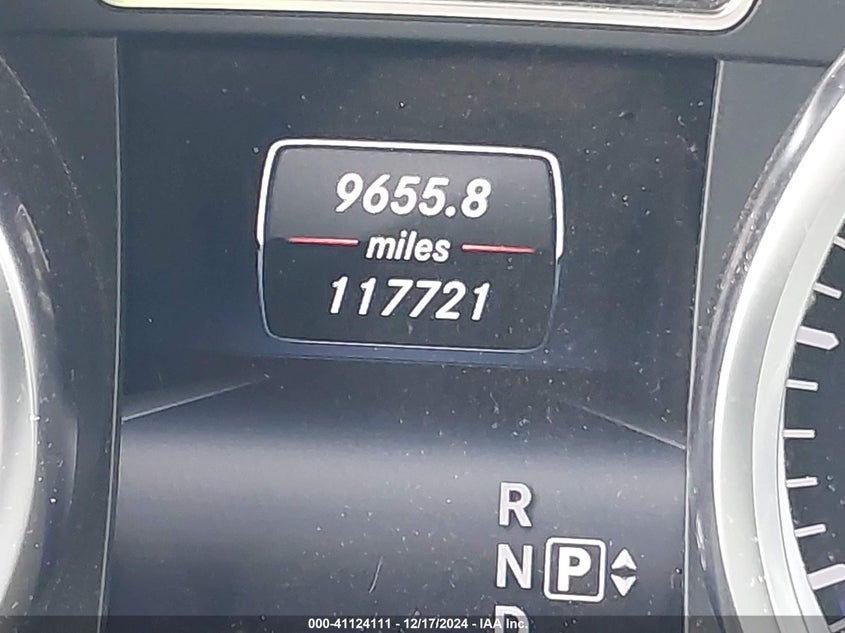 9655.8
miles
117721
R
N P
D
000-41124111 - 12/17/2024 - IAA Inc.